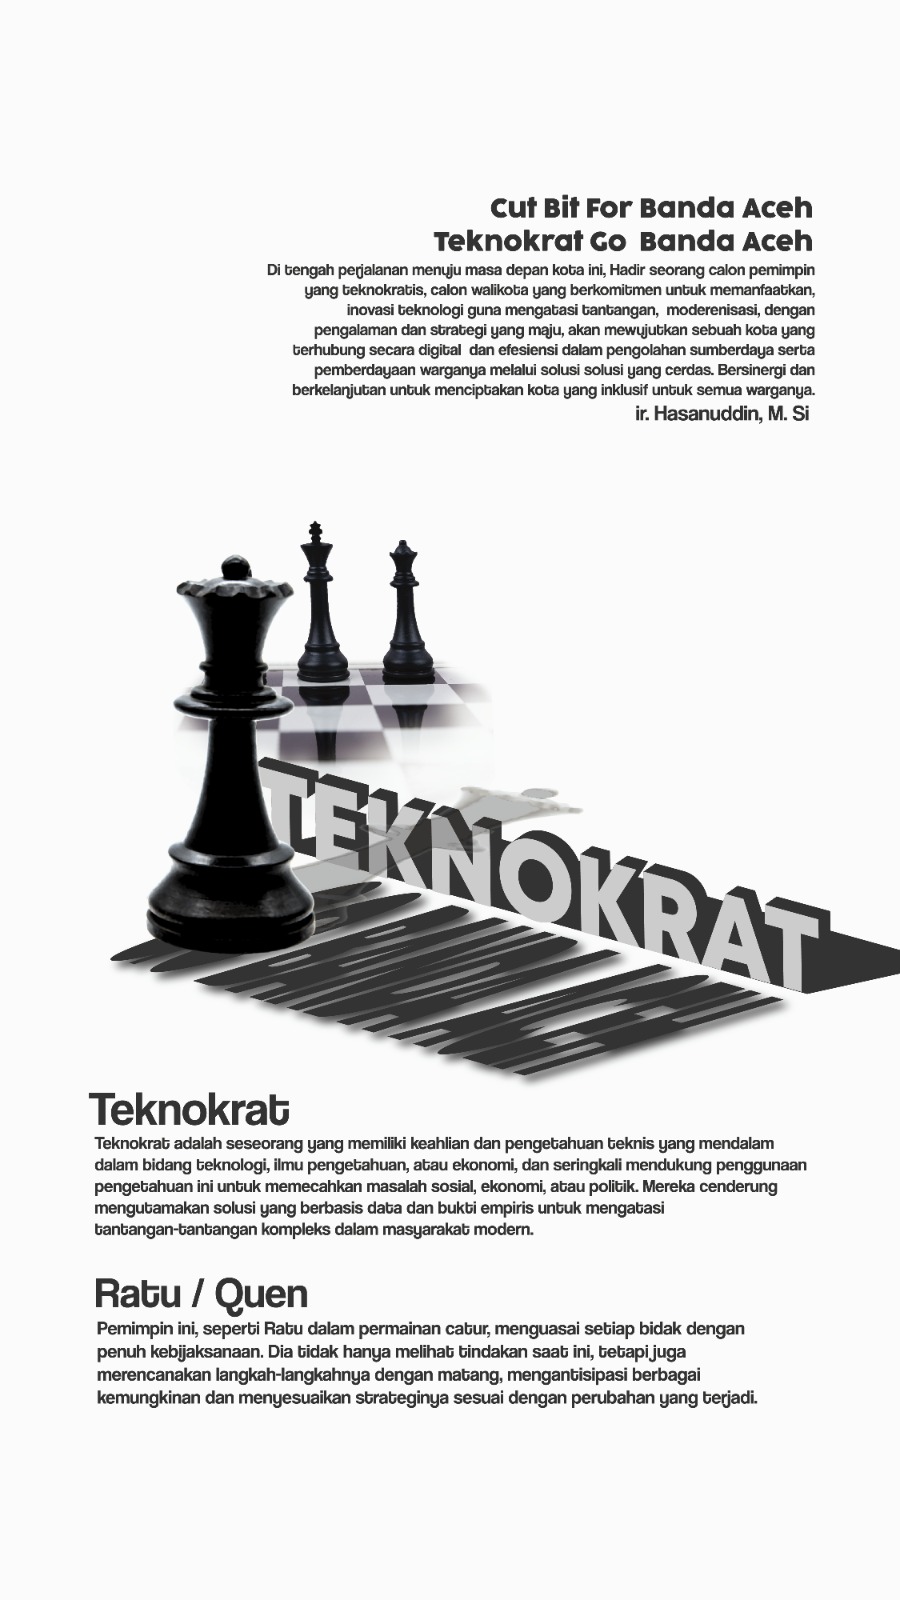 Cut Bit For Banda Aceh
Teknokrat Go  Banda Aceh
Di tengah perjalanan menuju masa depan kota ini, Hadir seorang calon pemimpin
yang teknokratis, calon walikota yang berkomitmen untuk memanfaatkan,
inovasi teknologi guna mengatasi tantangan,  moderenisasi, dengan
pengalaman dan strategi yang maju, akan mewujutkan sebuah kota yang
terhubung secara digital  dan efesiensi dalam pengolahan sumberdaya serta
pemberdayaan warganya melalui solusi solusi yang cerdas. Bersinergi dan
berkelanjutan untuk menciptakan kota yang inklusif untuk semua warganya.
ir. Hasanuddin, M. Si
TEKNOKRAT
Teknokrat
Teknokrat adalah seseorang yang memiliki keahlian dan pengetahuan teknis yang mendalam
dalam bidang teknologi, ilmu pengetahuan, atau ekonomi, dan seringkali mendukung penggunaan
pengetahuan ini untuk memecahkan masalah sosial, ekonomi, atau politik. Mereka cenderung
mengutamakan solusi yang berbasis data dan bukti empiris untuk mengatasi
tantangan-tantangan kompleks dalam masyarakat modern.
Ratu / Quen
Pemimpin ini, seperti Ratu dalam permainan catur, menguasai setiap bidak dengan
penuh kebijaksanaan. Dia tidak hanya melihat tindakan saat ini, tetapi juga
merencanakan langkah-langkahnya dengan matang, mengantisipasi berbagai
kemungkinan dan menyesuaikan strateginya sesuai dengan perubahan yang terjadi.